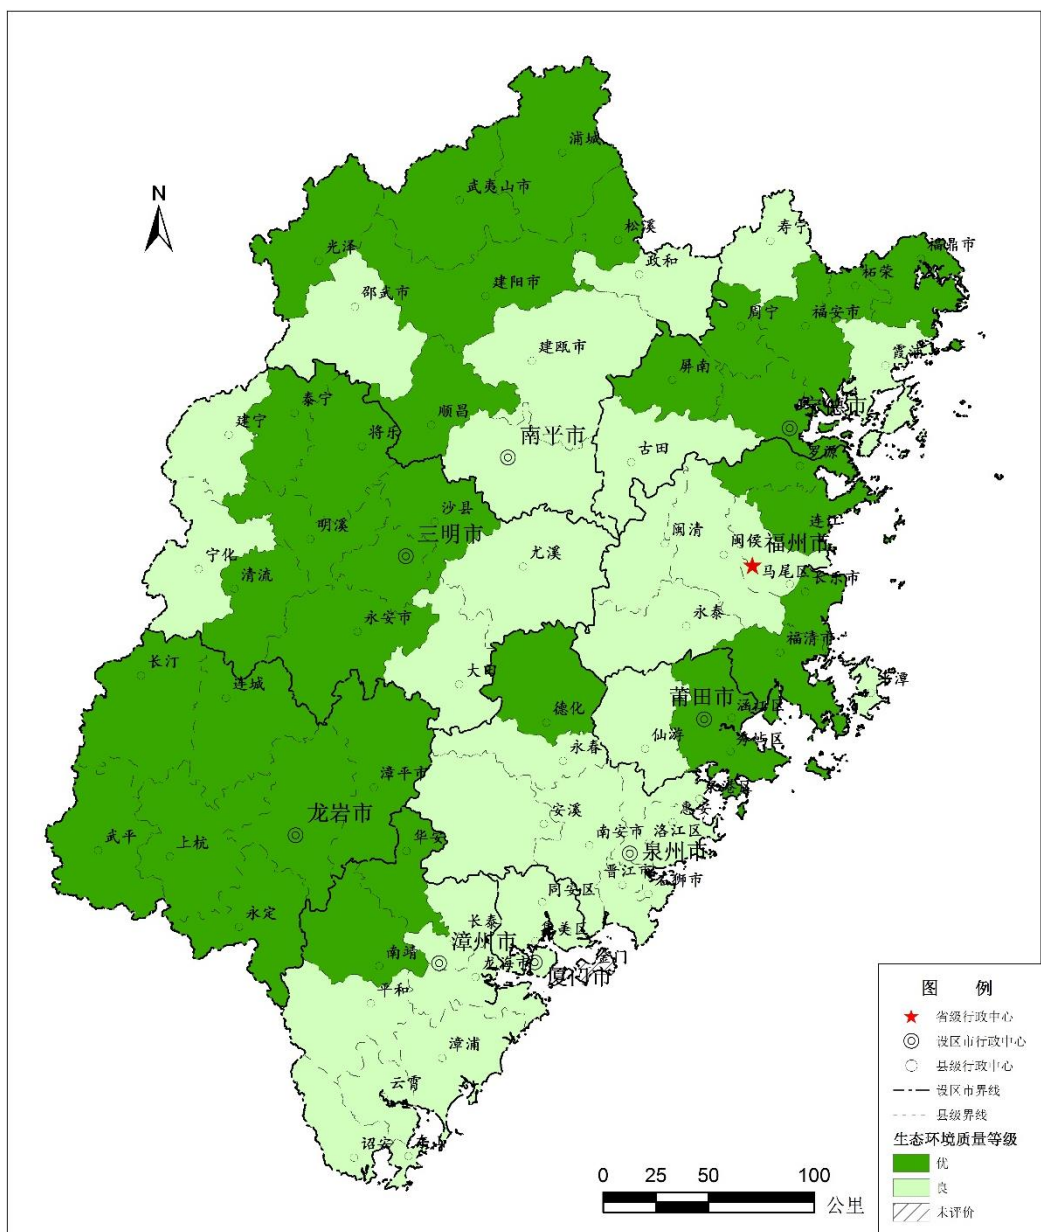 浦城
N
武夷山市
松溪
寿宁
光泽
福鼎市
政和
柘荣
邵武市
建阳市
周宁
福安市
建瓯市
霞浦
屏南
泰宁
宁德市
建宁
顺昌
将乐
南平市
古田
罗源
沙县
明溪
连江
三明市
闽清
尤溪
闽侯
福州市
宁化
清流
马尾区
长乐市
永安市
永泰
福清市
长汀
大田
连城
平潭
莆田市
涵江区
德化
仙游
秀屿区
永春
漳平市
泉港区
龙岩市
安溪
惠安
南安市
洛江区
武平
上杭
华安
泉州市
晋江市
石狮市
同安区
永定
长泰
集美区
漳州市
南靖
龙海市
金门
厦门市
平和
漳浦
云霄
诏安
图 例
省级行政中心
设区市行政中心
县级行政中心
设区市界线
县级界线
生态环境质量等级
优
良
未评价
0 25 50 100
公里